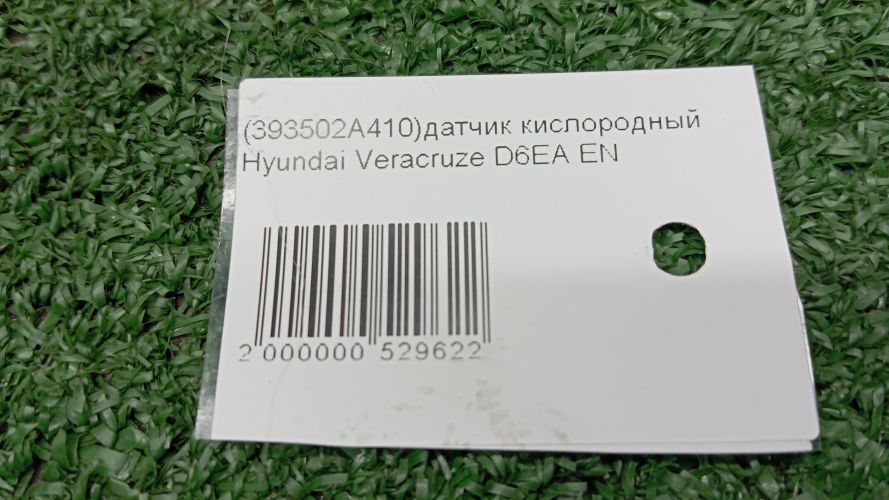 (393502A410)датчик кислородный
Hyundai Veracruze D6EA EN
2 000000 529622